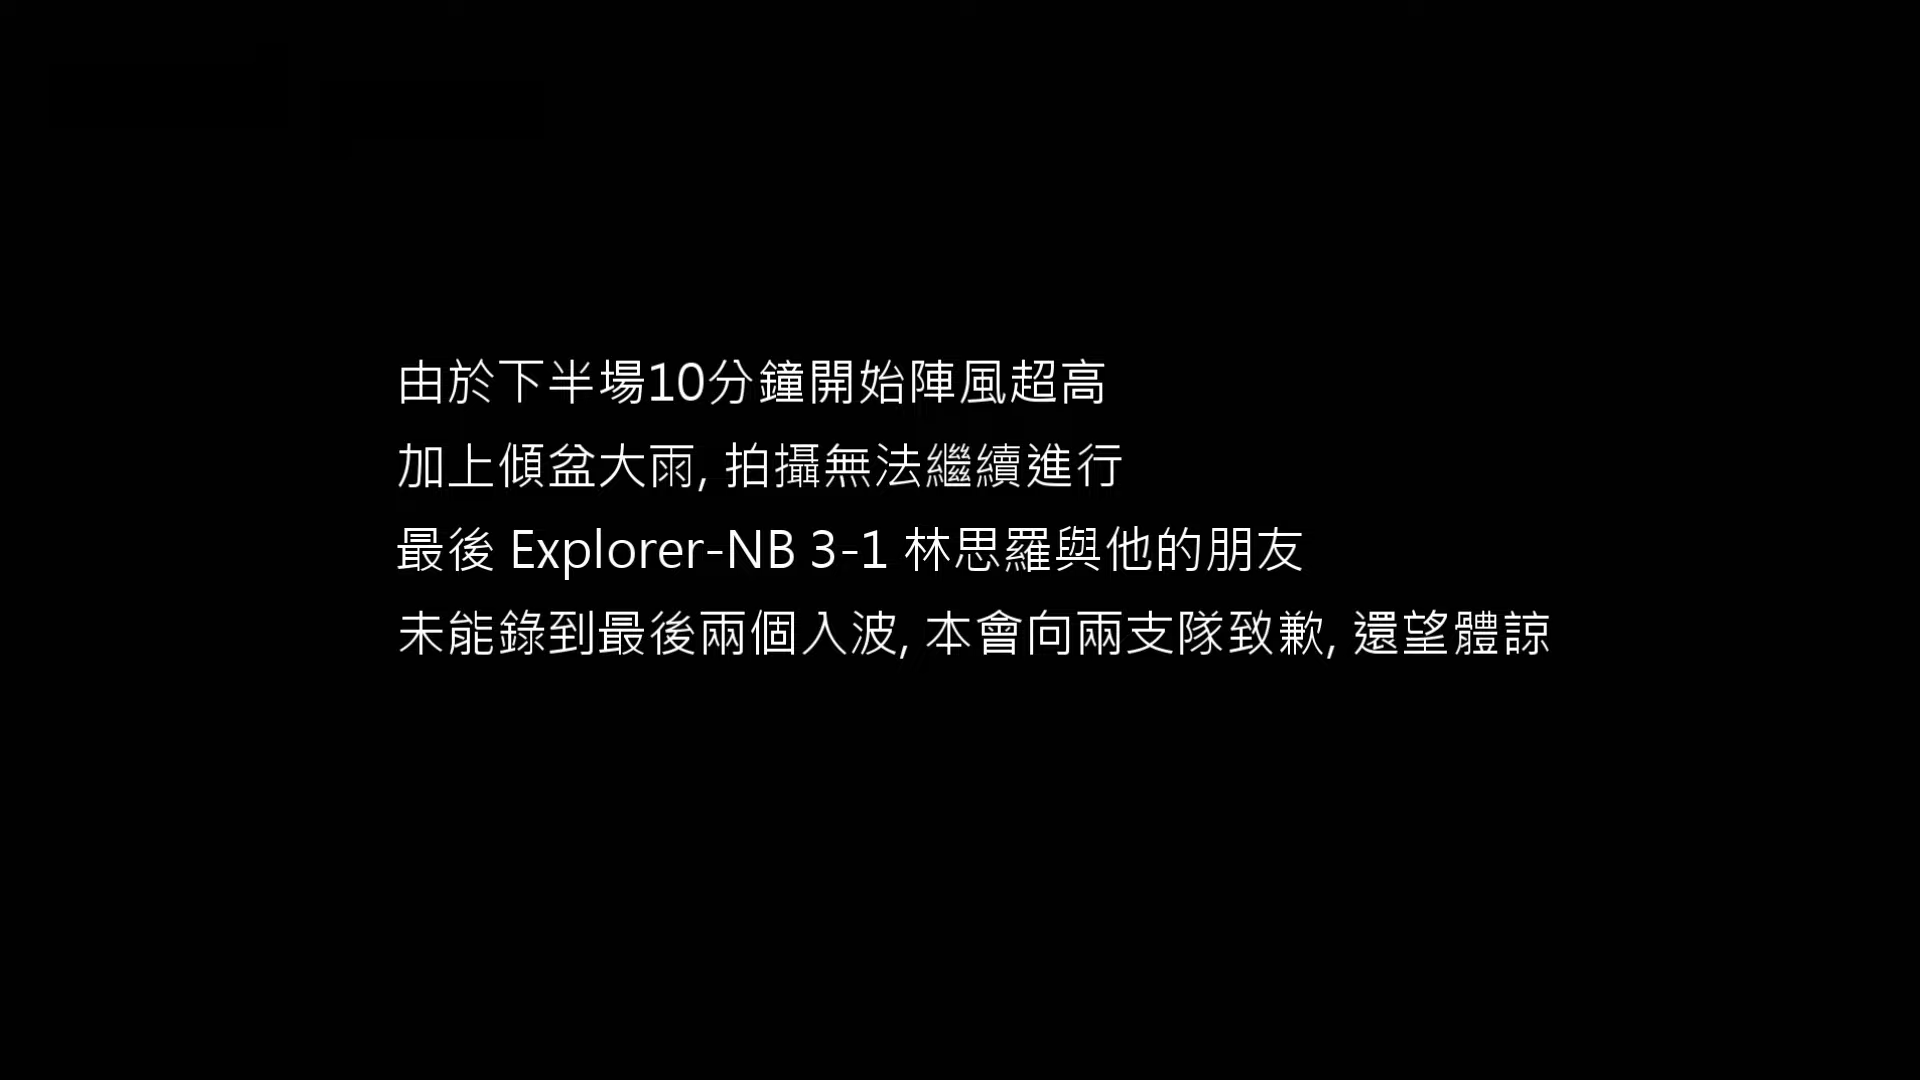 由於下半場10分鐘開始陣風超高
加上傾盆大雨, 拍攝無法繼續進行
最後 Explorer-NB 3-1 林思羅與他的朋友
未能錄到最後兩個入波, 本會向兩支隊致歉, 還望體諒